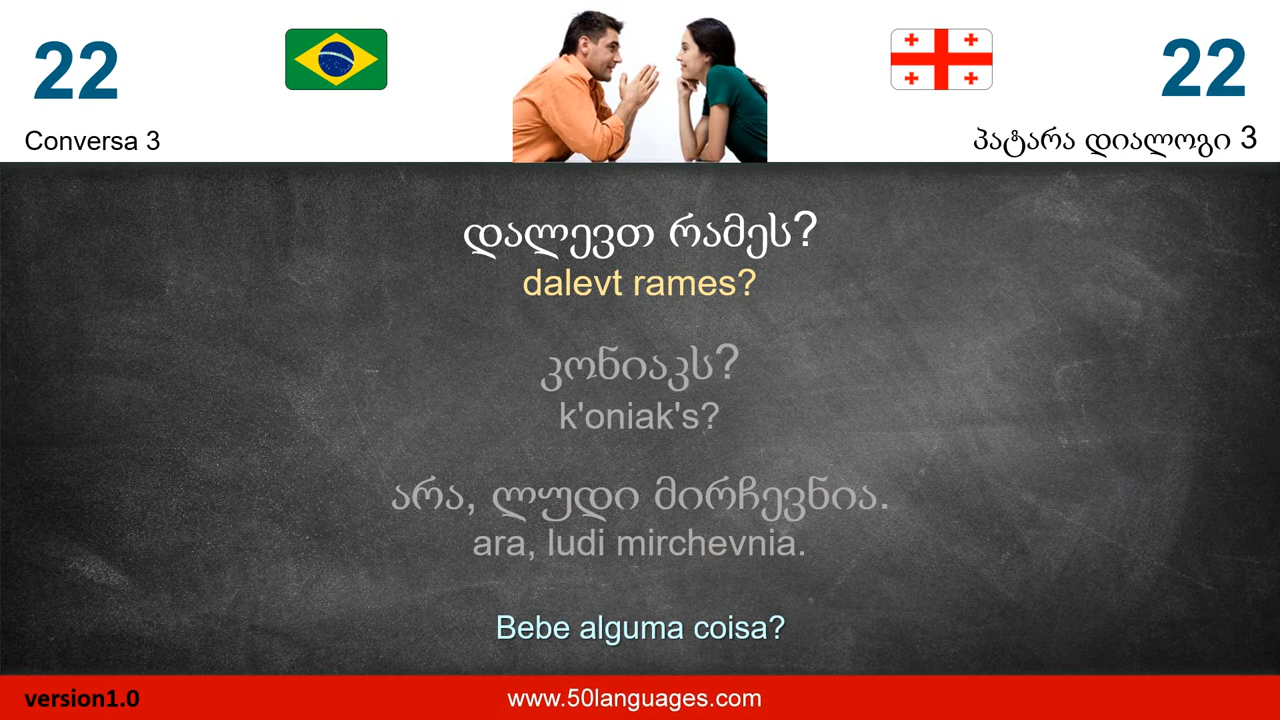 22
22
Conversa 3
პატარა დიალოგი 3
დალევთ რამეს?
dalevt rames?
კონიაკს?
k'oniak's?
არა, ლუდი მირჩევნია.
ara, ludi mirchevnia.
Bebe alguma coisa?
version1.0
www.50languages.com